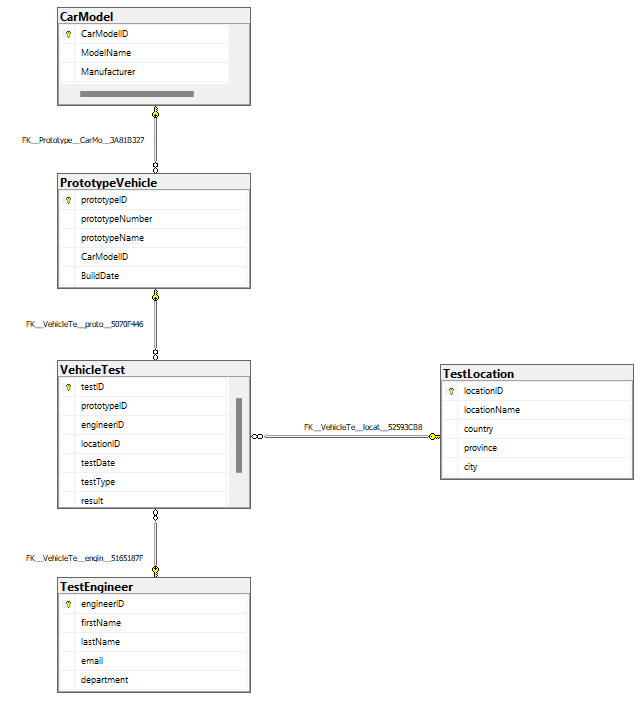 CarModel
CarModelID
ModelName
Manufacturer
FK__Prototype__CarMo__3A81B327
PrototypeVehicle
prototypeID
prototypeNumber
prototypeName
CarModelID
BuildDate
FK__VehicleTe__proto__5070F446
VehicleTest
testID
prototypeID
engineerID
locationID
testDate
testType
result
FK__VehicleTe__locat__52593CB8
TestLocation
locationID
locationName
country
province
city
FK__VehicleTe__engin__5165187F
TestEngineer
engineerID
firstName
lastName
email
department